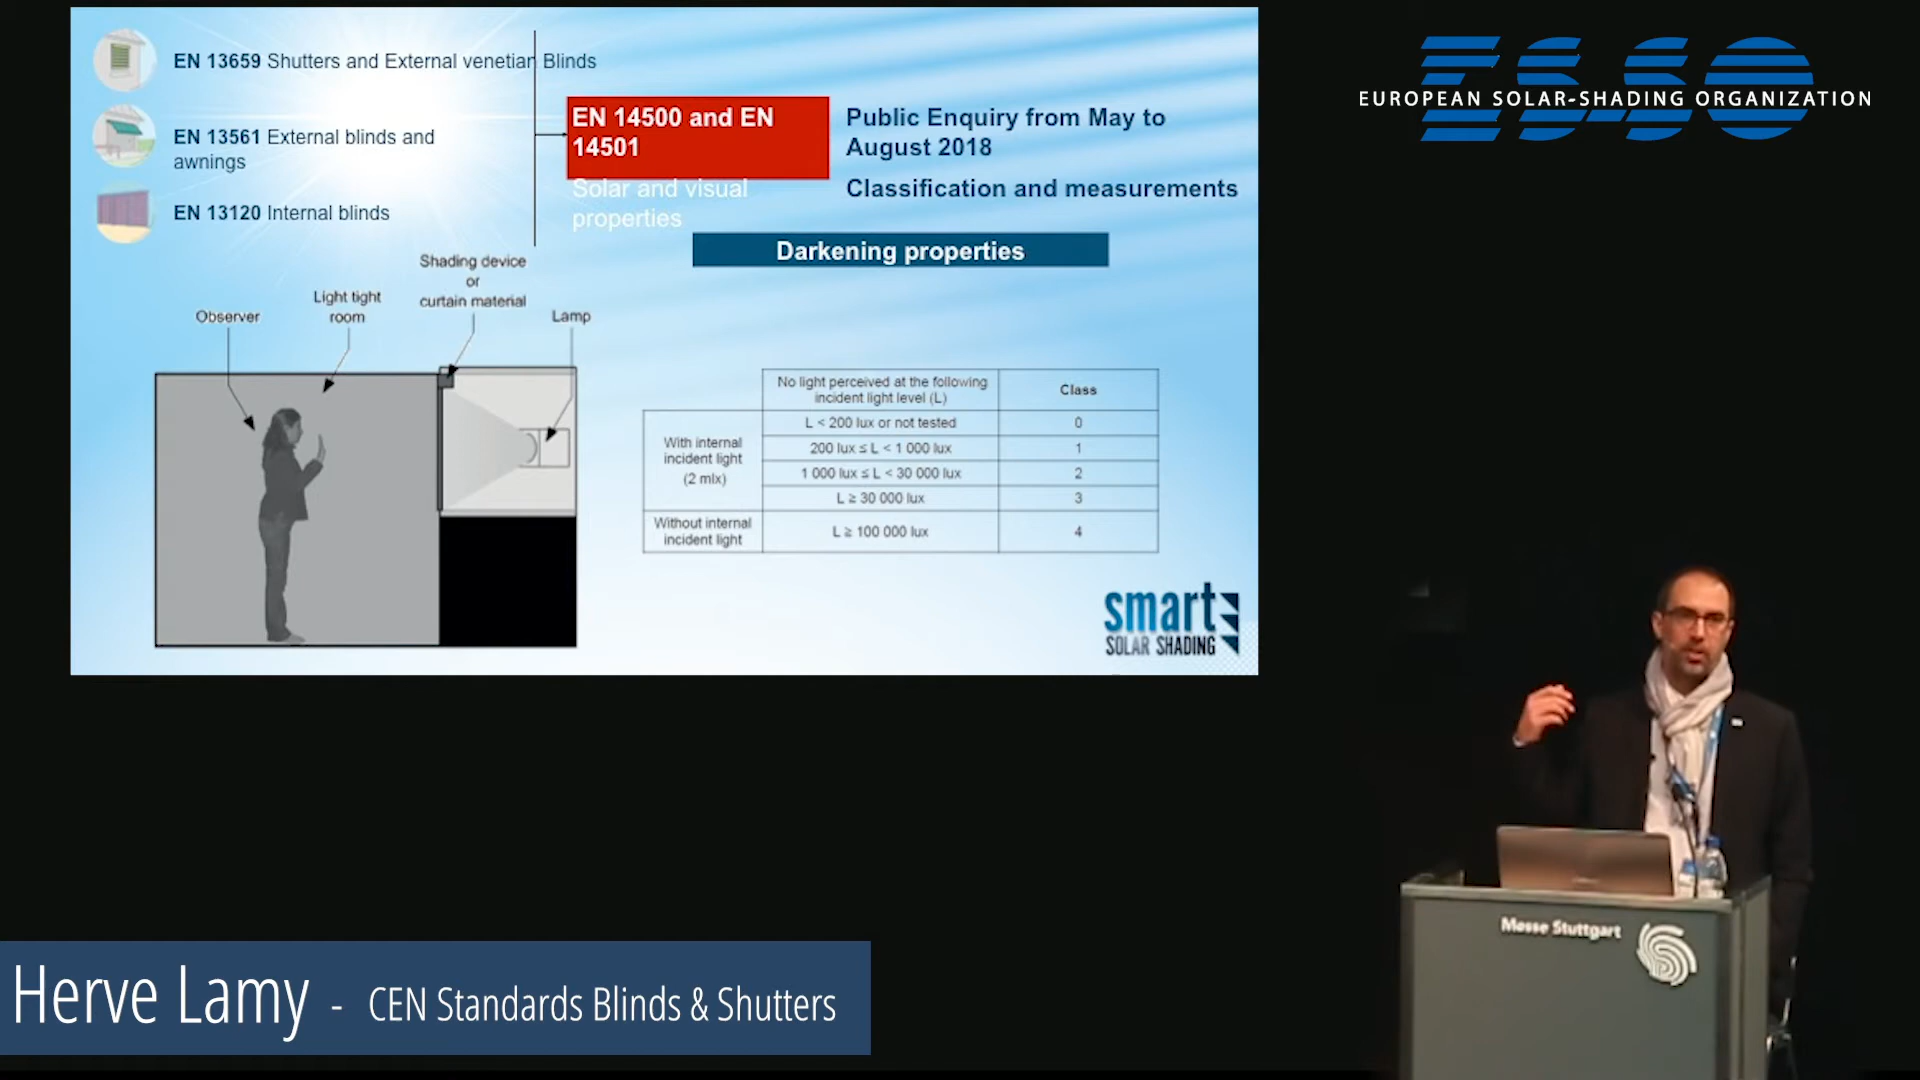 EN 13659 Shutters and External venetian Blinds
EN 13561 External blinds and
awnings
EN 13120 Internal blinds
EN 14500 and EN
14501
Solar and visual
properties
Public Enquiry from May to
August 2018
Classification and measurements
Darkening properties
Shading device
or
curtain material
Light tight
room
Observer
Lamp
No light perceived at the following
incident light level (L)
Class
With internal
incident light
(2 mlx)
L < 200 lux or not tested
0
200 lux ≤ L < 1 000 lux
1
1 000 lux ≤ L < 30 000 lux
2
L ≥ 30 000 lux
3
Without internal
incident light
L ≥ 100 000 lux
4
smart
SOLAR SHADING
ESSO
EUROPEAN SOLAR-SHADING ORGANIZATION
Messe Stuttgart
Herve Lamy - CEN Standards Blinds & Shutters